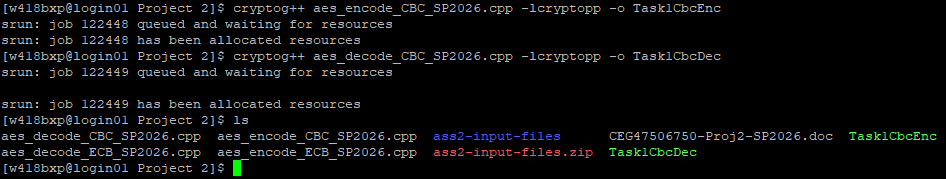 [w418bxp@login01 Project 2]$ cryptog++ aes_encode_CBC_SP2026.cpp -lcryptopp -o Task1CbcEnc
srun: job 122448 queued and waiting for resources
srun: job 122448 has been allocated resources
[w418bxp@login01 Project 2]$ cryptog++ aes_decode_CBC_SP2026.cpp -lcryptopp -o Task1CbcDec
srun: job 122449 queued and waiting for resources
srun: job 122449 has been allocated resources
[w418bxp@login01 Project 2]$ ls
aes_decode_CBC_SP2026.cpp  aes_encode_CBC_SP2026.cpp  ass2-input-files      CEG47506750-Proj2-SP2026.doc  Task1CbcEnc
aes_decode_ECB_SP2026.cpp  aes_encode_ECB_SP2026.cpp  ass2-input-files.zip  Task1CbcDec
[w418bxp@login01 Project 2]$